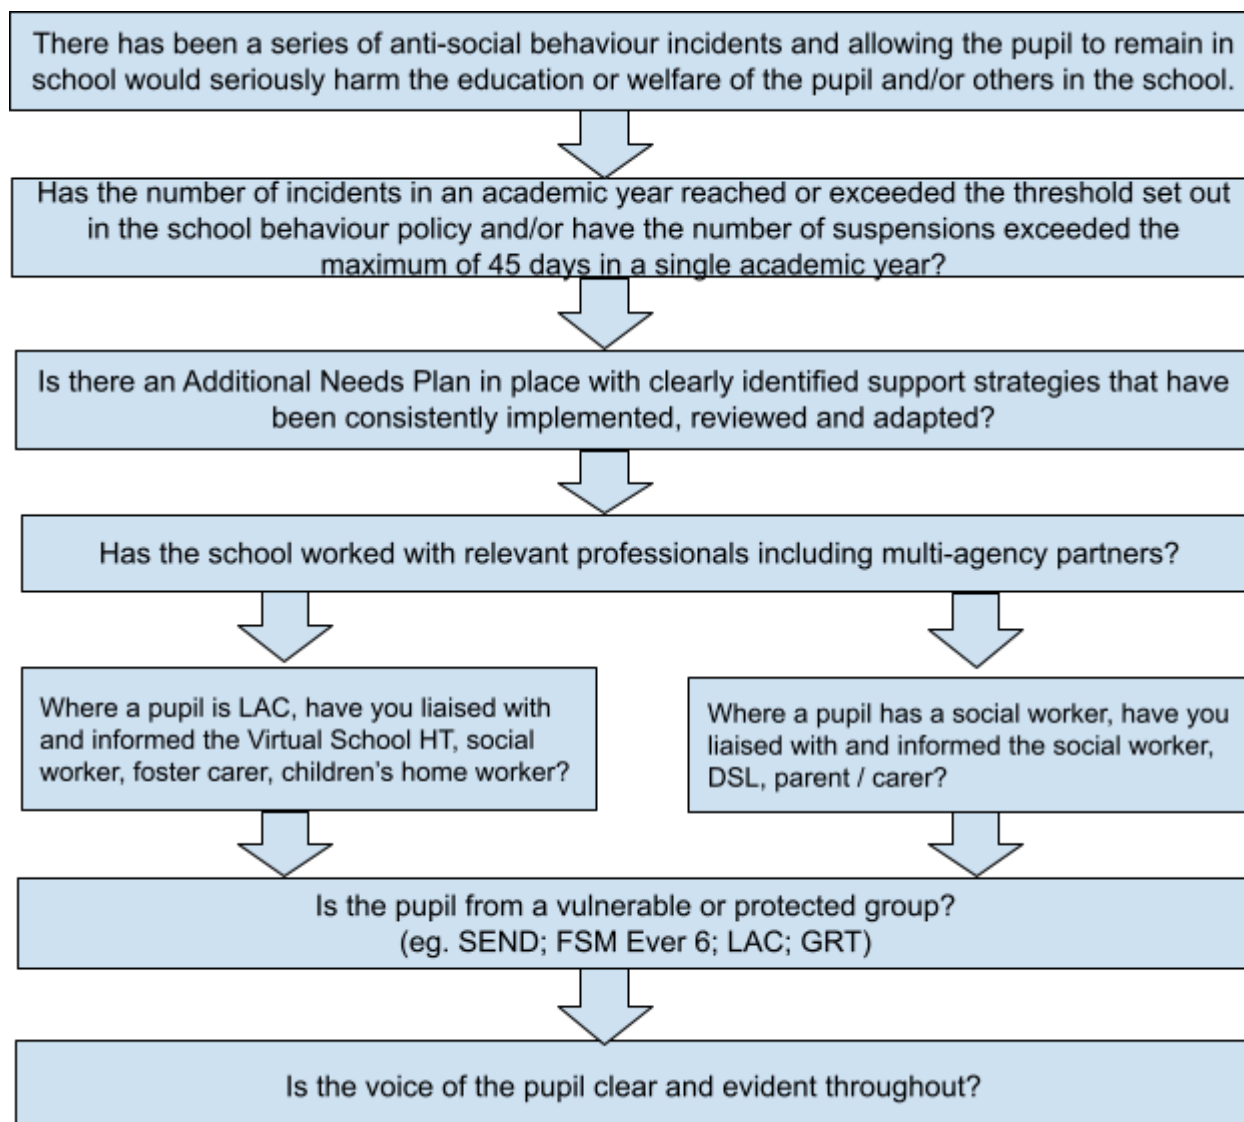 There has been a series of anti-social behaviour incidents and allowing the pupil to remain in
school would seriously harm the education or welfare of the pupil and/or others in the school.
Has the number of incidents in an academic year reached or exceeded the threshold set out
in the school behaviour policy and/or have the number of suspensions exceeded the
maximum of 45 days in a single academic year?
Is there an Additional Needs Plan in place with clearly identified support strategies that have
been consistently implemented, reviewed and adapted?
Has the school worked with relevant professionals including multi-agency partners?
Where a pupil is LAC, have you liaised with
and informed the Virtual School HT, social
worker, foster carer, children's home worker?
Where a pupil has a social worker, have you
liaised with and informed the social worker,
DSL, parent / carer?
Is the pupil from a vulnerable or protected group?
(eg. SEND; FSM Ever 6; LAC; GRT)
Is the voice of the pupil clear and evident throughout?